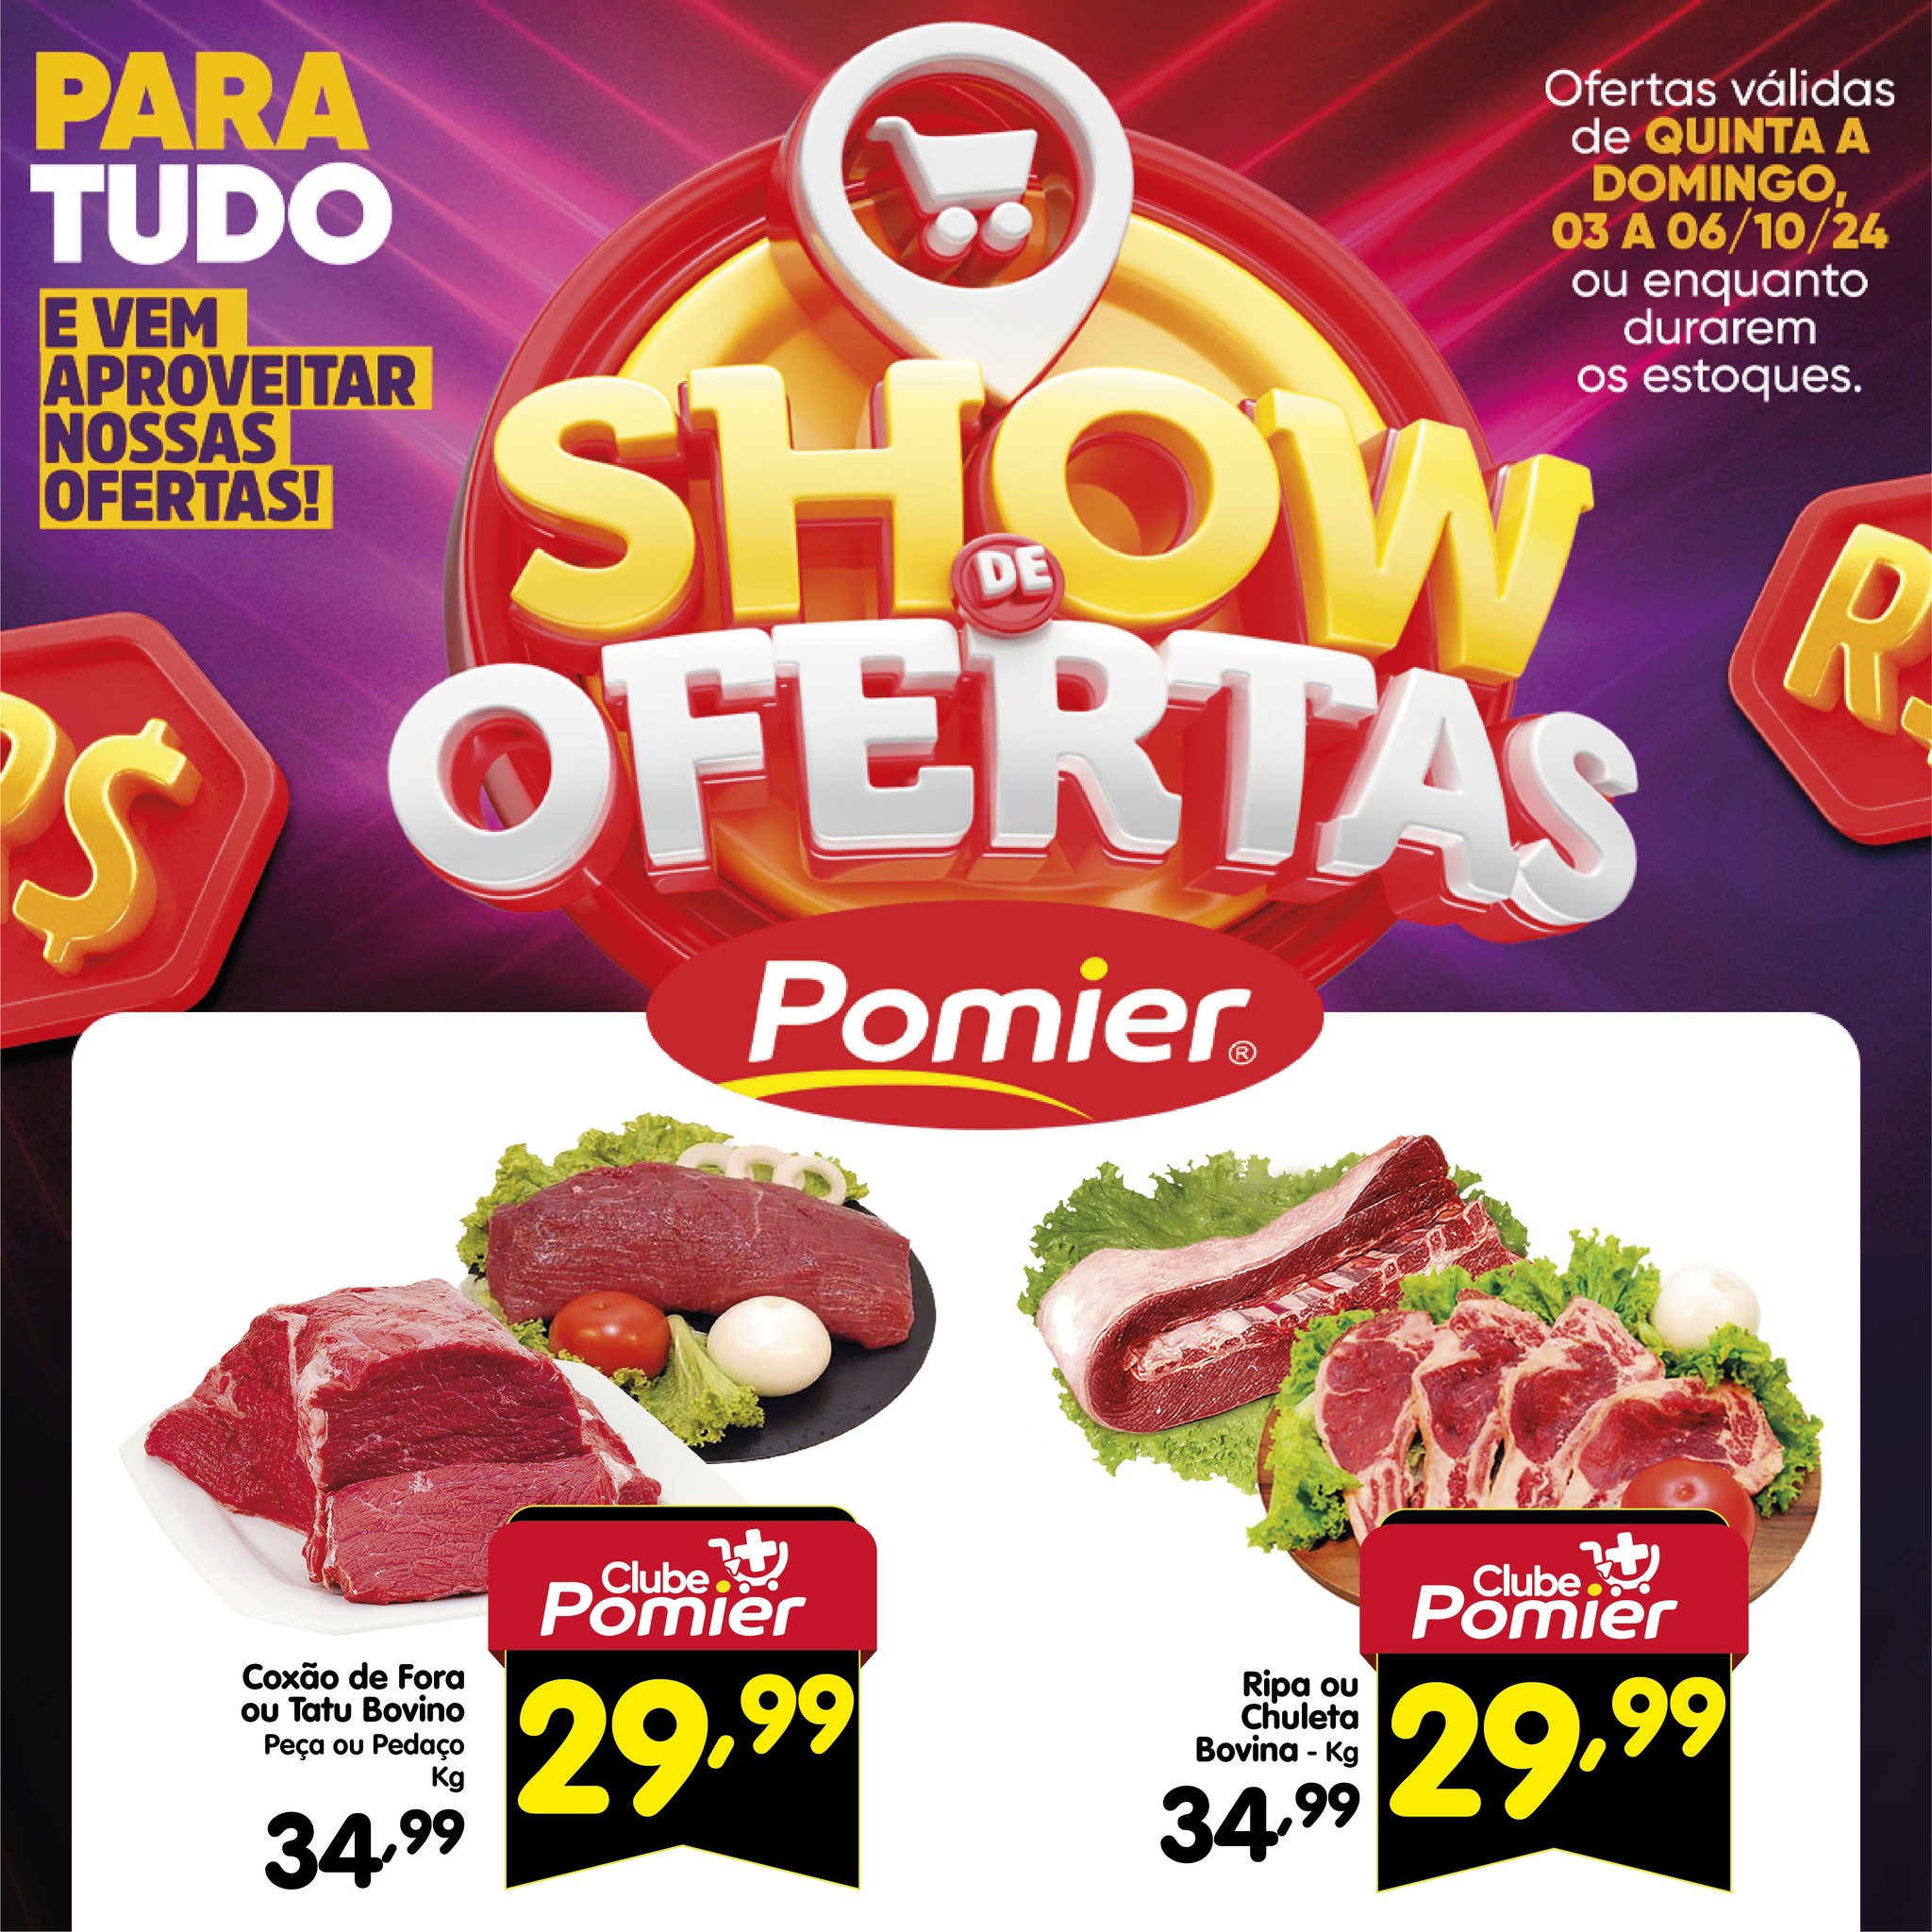 PARA
TUDO
E VEM
APROVEITAR
NOSSAS
OFERTAS!
Ofertas válidas
de QUINTA A
DOMINGO,
03 A 06/10/24
ou enquanto
durarem
os estoques.
SHOW
DE
OFERTAS
R$
Pomier®
Coxão de Fora
ou Tatu Bovino
Peça ou Pedaço
Kg
34,99
Clube
Pomier
29,99
Ripa ou
Chuleta
Bovina - Kg
34,99
Clube
Pomier
29,99